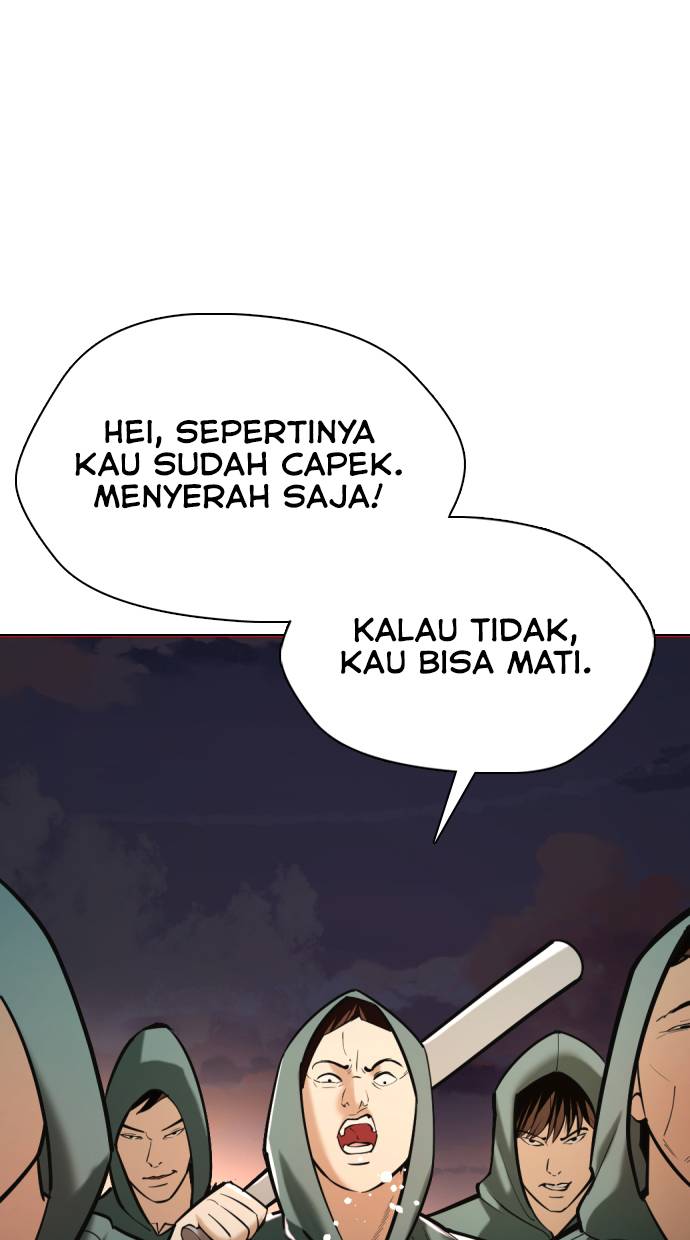 HEI, SEPERTINYA
KAU SUDAH CAPEK.
MENYERAH SAJA!
KALAU TIDAK,
KAU BISA MATI.